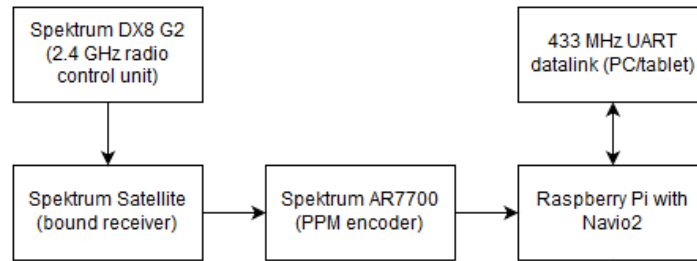 Spektrum DX8 G2
(2.4 GHz radio
control unit)
433 MHz UART
datalink (PC/tablet)
Spektrum Satellite
(bound receiver)
Spektrum AR7700
(PPM encoder)
Raspberry Pi with
Navio2